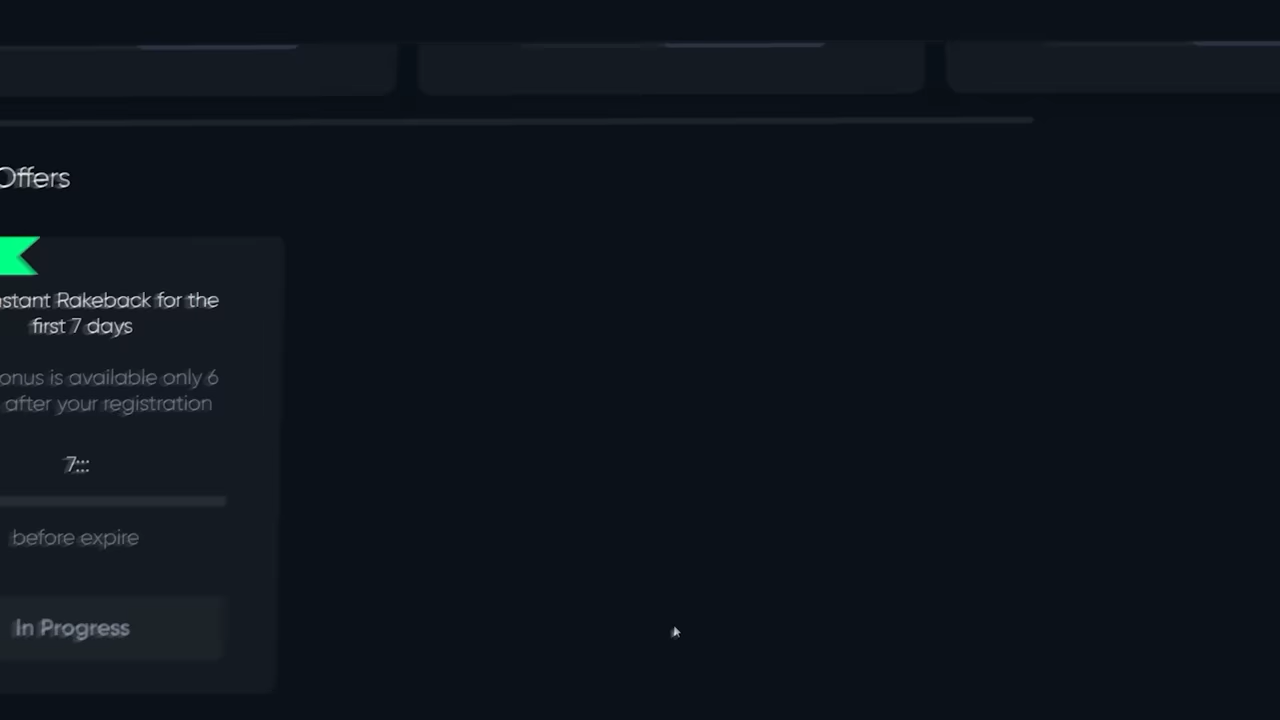 Offers
nstant Rakeback for the
first 7 days
onus is available only 6
after your registration
7:::
before expire
In Progress